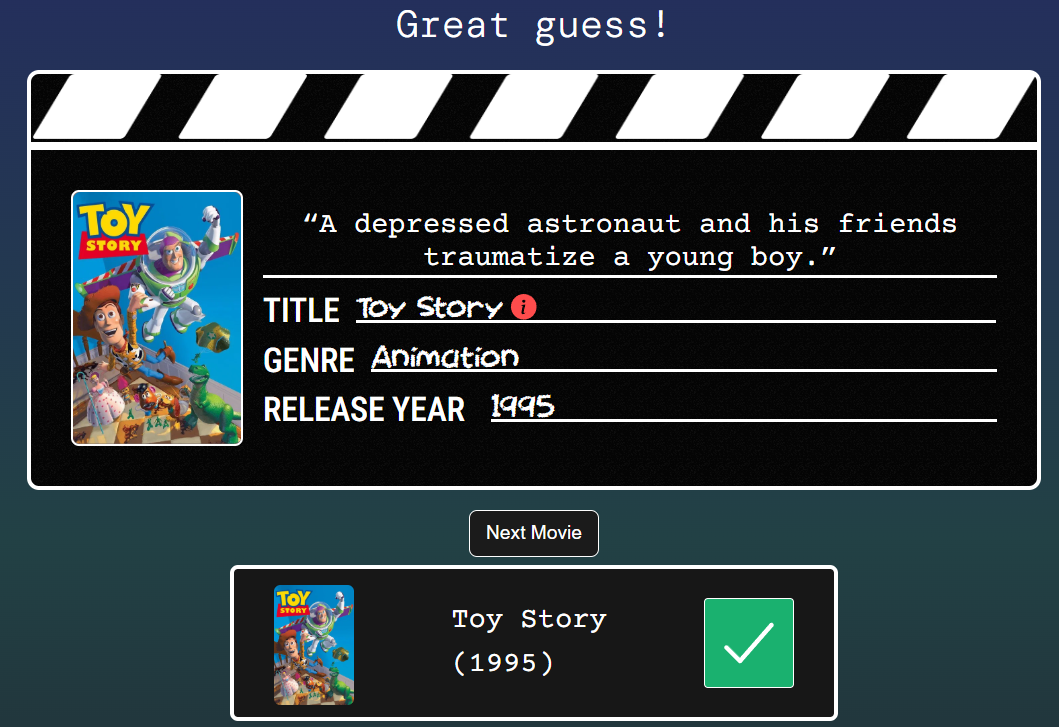 Great guess!
TOY
STORY
“A depressed astronaut and his friends
traumatize a young boy.”
TITLE Toy Story i
GENRE Animation
RELEASE YEAR 1995
Next Movie
TOY
STORY
Toy Story
(1995)